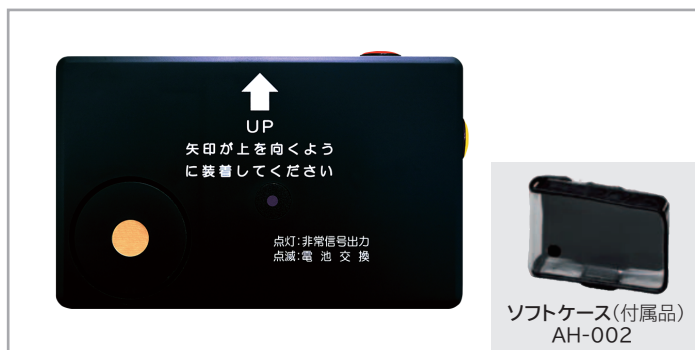 UP
矢印が上を向くよう
に装着してください
点灯:非常信号出力
点滅:電池交換
ソフトケース(付属品)
AH-002